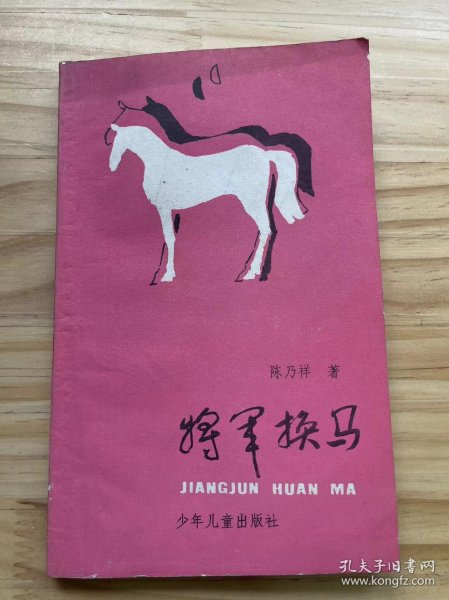 陈乃祥 著
将军换马
JIANGJUN HUAN MA
少年儿童出版社
孔夫子旧书网
www.kongfz.com